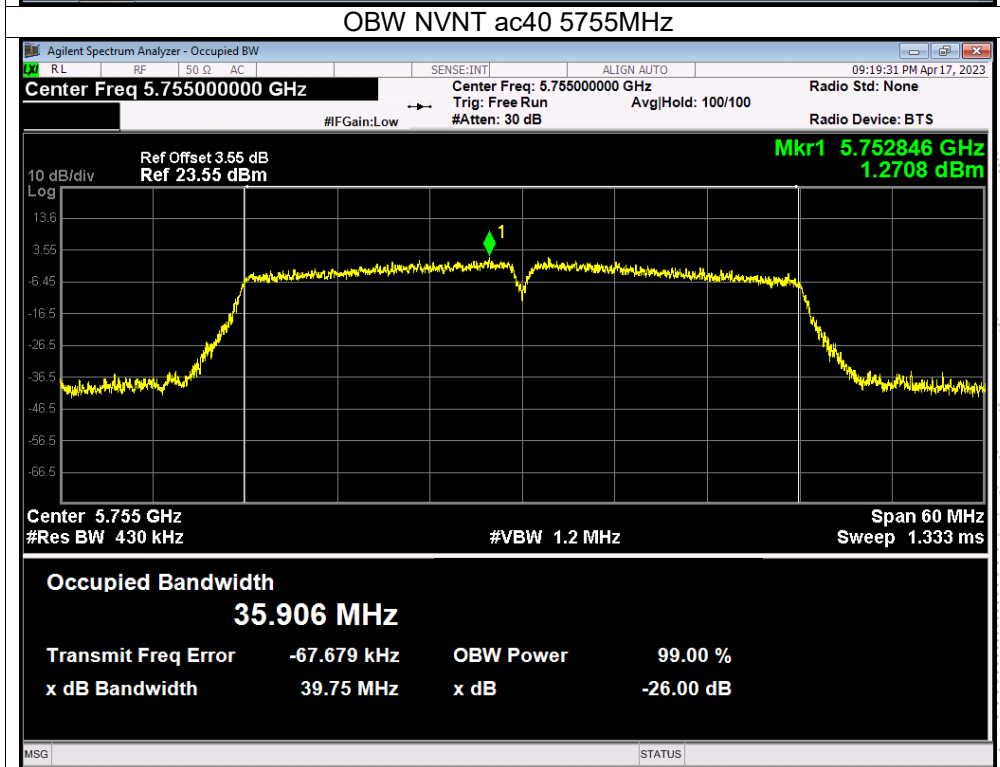 OBW NVNT ac40 5755MHz
Agilent Spectrum Analyzer - Occupied BW
LXI RL RF 50 Ω AC SENSE:INT ALIGN AUTO 09:19:31 PM Apr 17, 2023
Center Freq 5.755000000 GHz Center Freq: 5.755000000 GHz Radio Std: None
Trig: Free Run Avg|Hold: 100/100
#IFGain:Low #Atten: 30 dB Radio Device: BTS
Ref Offset 3.55 dB Mkr1 5.752846 GHz
10 dB/div Ref 23.55 dBm 1.2708 dBm
Log
13.6
1
3.55
-6.45
-16.5
-26.5
-36.5
-46.5
-56.5
-66.5
Center 5.755 GHz Span 60 MHz
#Res BW 430 kHz #VBW 1.2 MHz Sweep 1.333 ms
Occupied Bandwidth
35.906 MHz
Transmit Freq Error -67.679 kHz OBW Power 99.00 %
x dB Bandwidth 39.75 MHz x dB -26.00 dB
MSG STATUS